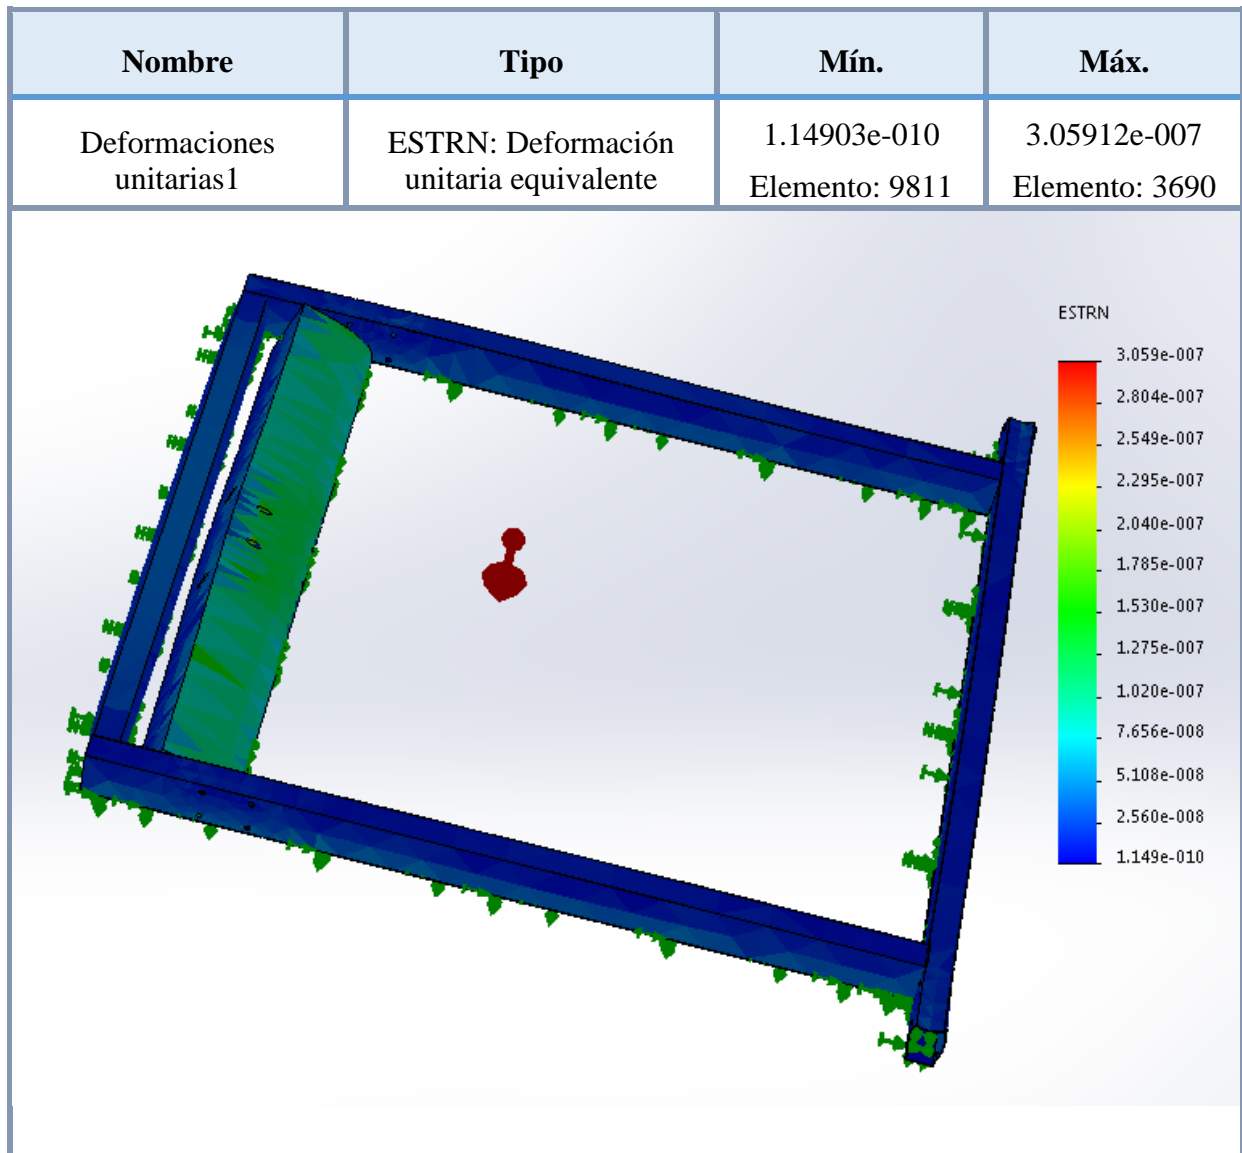 Nombre Tipo Mín. Máx.
Deformaciones unitarias1 ESTRN: Deformación unitaria equivalente 1.14903e-010 Elemento: 9811 3.05912e-007 Elemento: 3690
ESTRN
3.059e-007
2.804e-007
2.549e-007
2.295e-007
2.040e-007
1.785e-007
1.530e-007
1.275e-007
1.020e-007
7.656e-008
5.108e-008
2.560e-008
1.149e-010